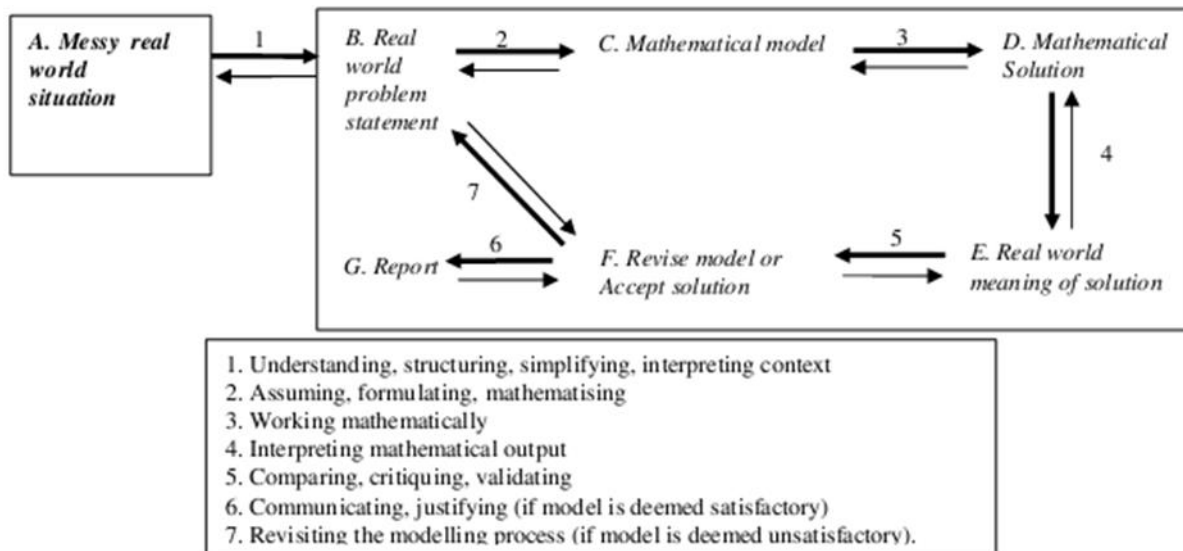 A. Messy real
world
situation
1
B. Real
world
problem
statement
2
C. Mathematical model
3
D. Mathematical
Solution
4
7
6
5
G. Report
F. Revise model or
Accept solution
E. Real world
meaning of solution
1. Understanding, structuring, simplifying, interpreting context
2. Assuming, formulating, mathematising
3. Working mathematically
4. Interpreting mathematical output
5. Comparing, critiquing, validating
6. Communicating, justifying (if model is deemed satisfactory)
7. Revisiting the modelling process (if model is deemed unsatisfactory).